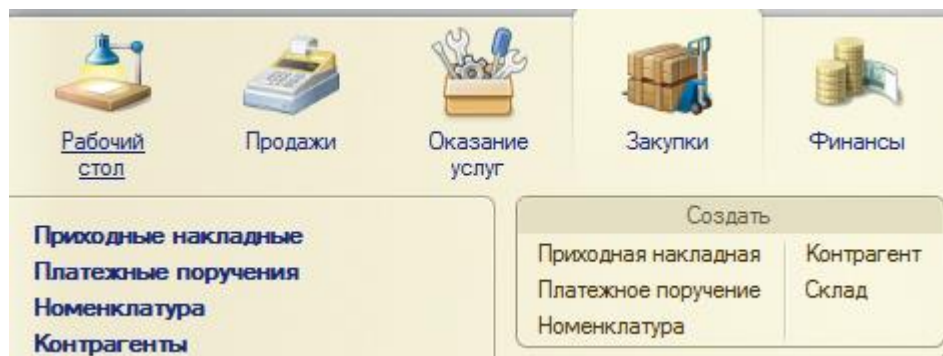 Рабочий
стол
Продажи
Оказание
услуг
Закупки
Финансы
Приходные накладные
Платежные поручения
Номенклатура
Контрагенты
Создать
Приходная накладная
Платежное поручение
Номенклатура
Контрагент
Склад